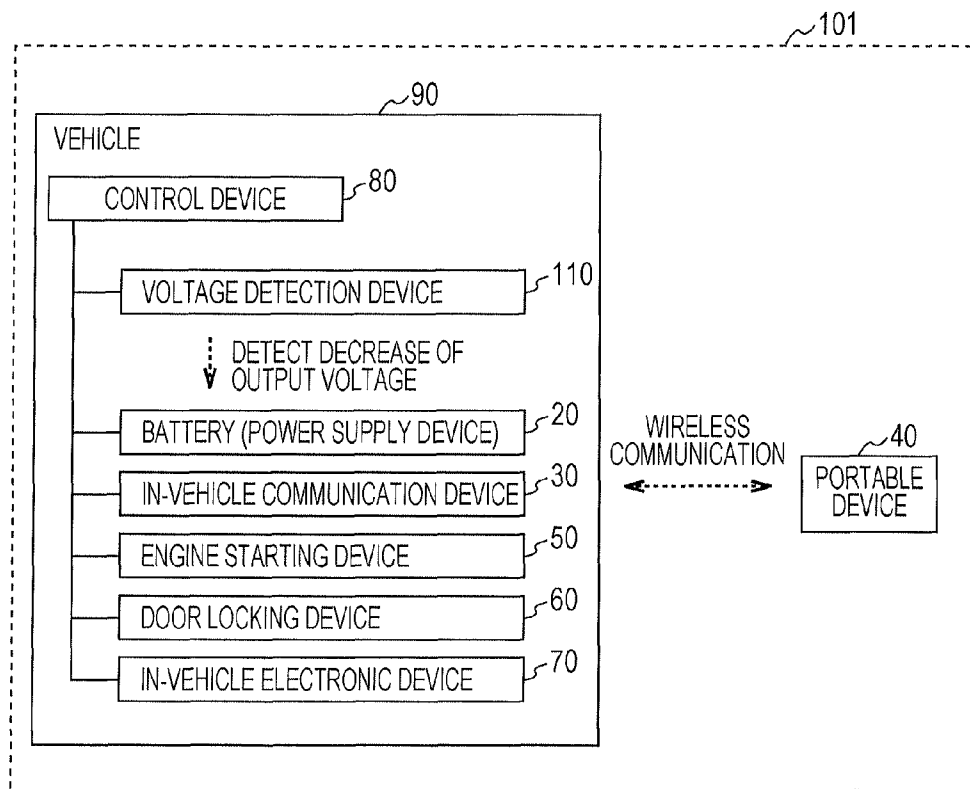 101
90
VEHICLE
CONTROL DEVICE
80
VOLTAGE DETECTION DEVICE
110
DETECT DECREASE OF
OUTPUT VOLTAGE
BATTERY (POWER SUPPLY DEVICE)
20
IN-VEHICLE COMMUNICATION DEVICE
30
ENGINE STARTING DEVICE
50
DOOR LOCKING DEVICE
60
IN-VEHICLE ELECTRONIC DEVICE
70
WIRELESS
COMMUNICATION
40
PORTABLE
DEVICE